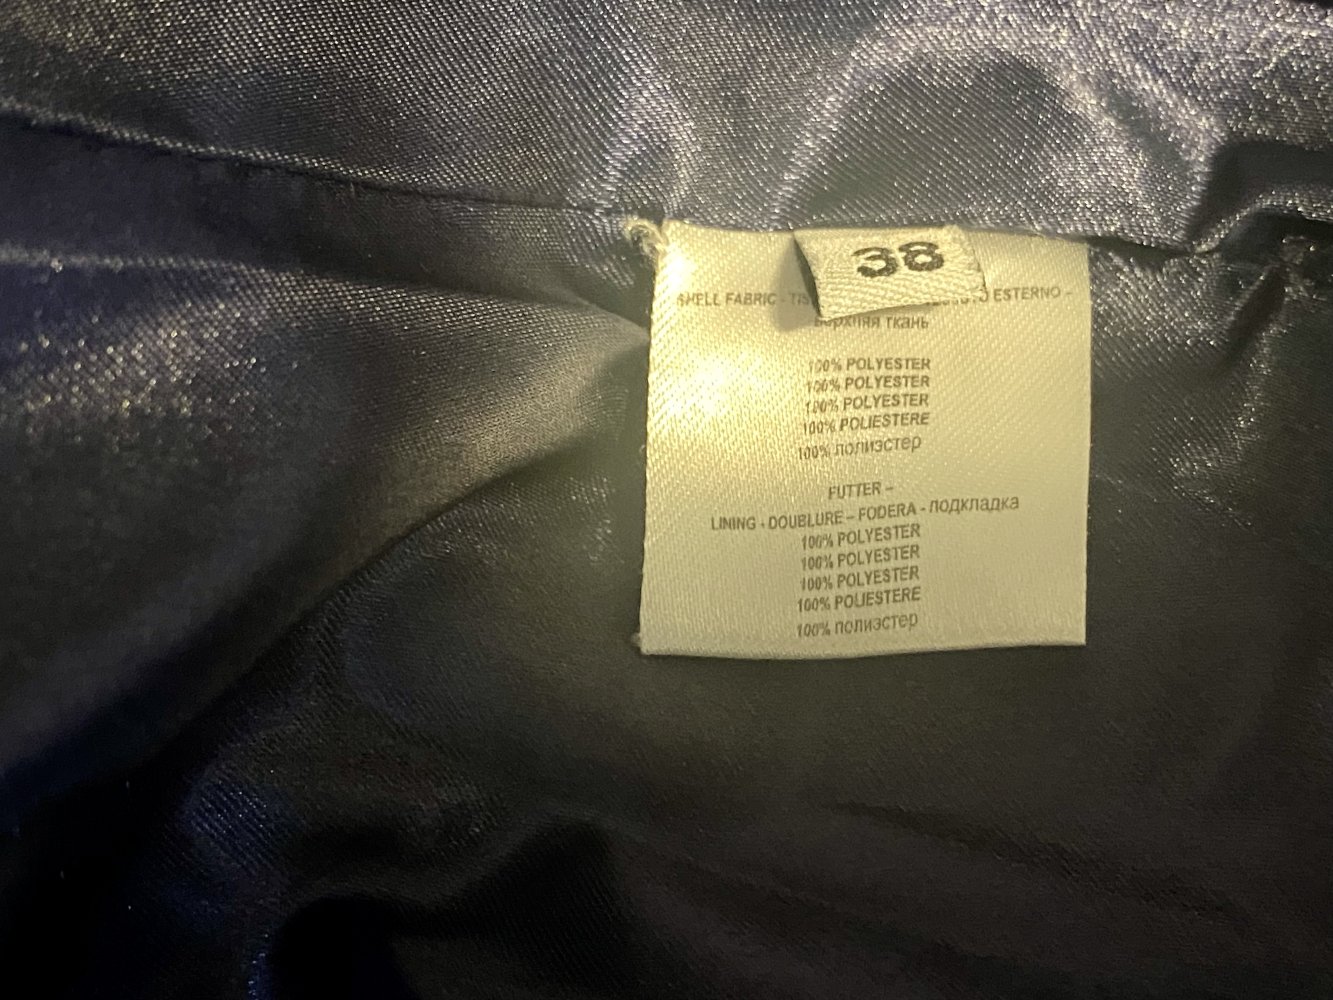 38
SHELL FABRIC - ESTERNO -
Верхняя ткань
100% POLYESTER
100% POLYESTER
100% POLYESTER
100% POLIESTERE
100% полиэстер
FUTTER –
LINING - DOUBLURE – FODERA - подкладка
100% POLYESTER
100% POLYESTER
100% POLYESTER
100% POLIESTERE
100% полиэстер